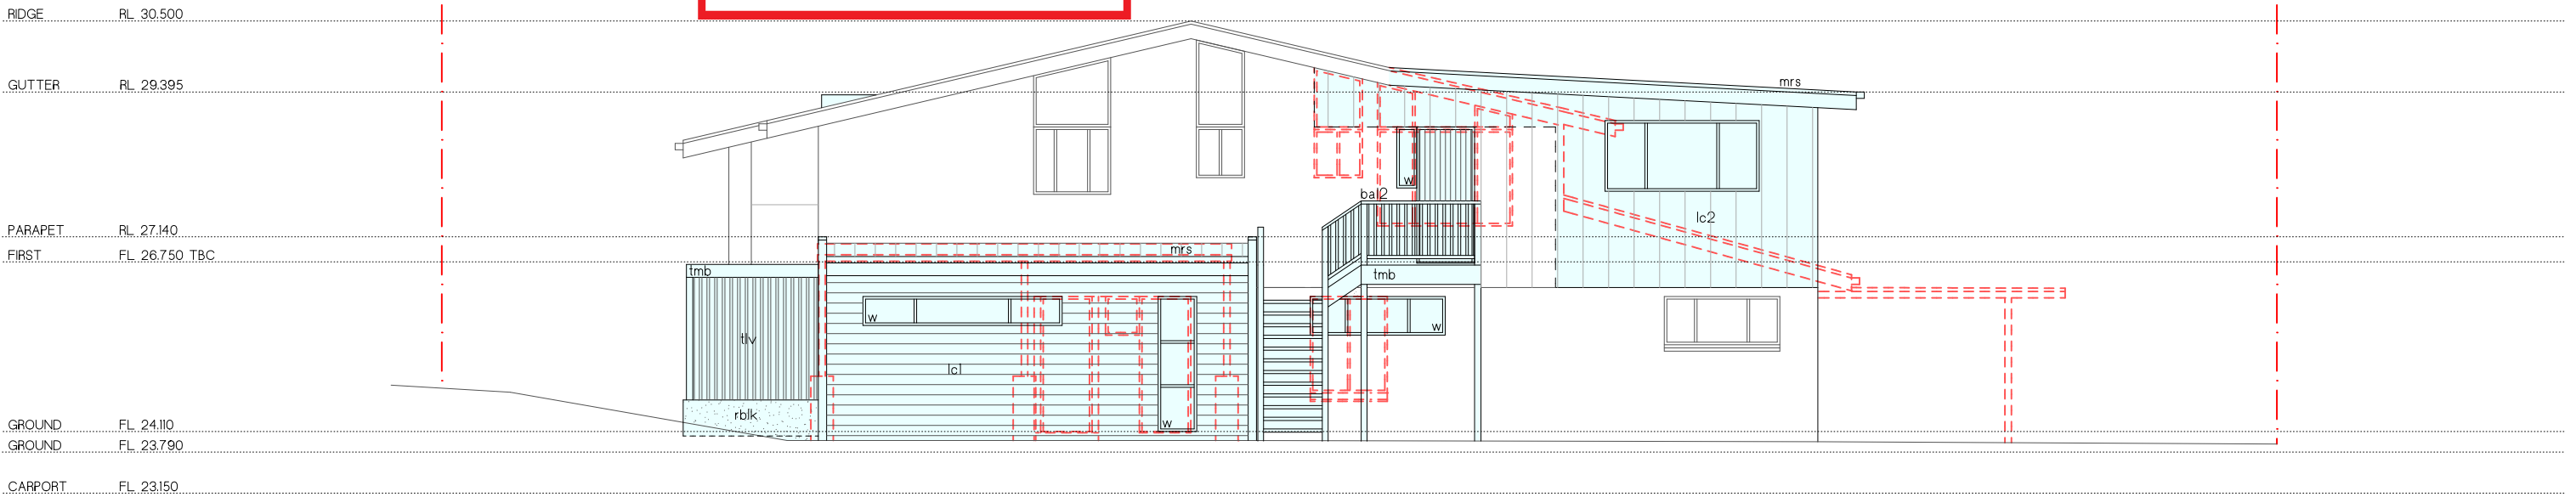 RIDGE RL 30.500
GUTTER RL 29.395
mrs
w
bal2
lc2
PARAPET RL 27.140
mrs
FIRST FL 26.750 TBC
tmb
tmb
w
w
tlv
lc1
rblk
w
GROUND FL 24.110
GROUND FL 23.790
CARPORT FL 23.150